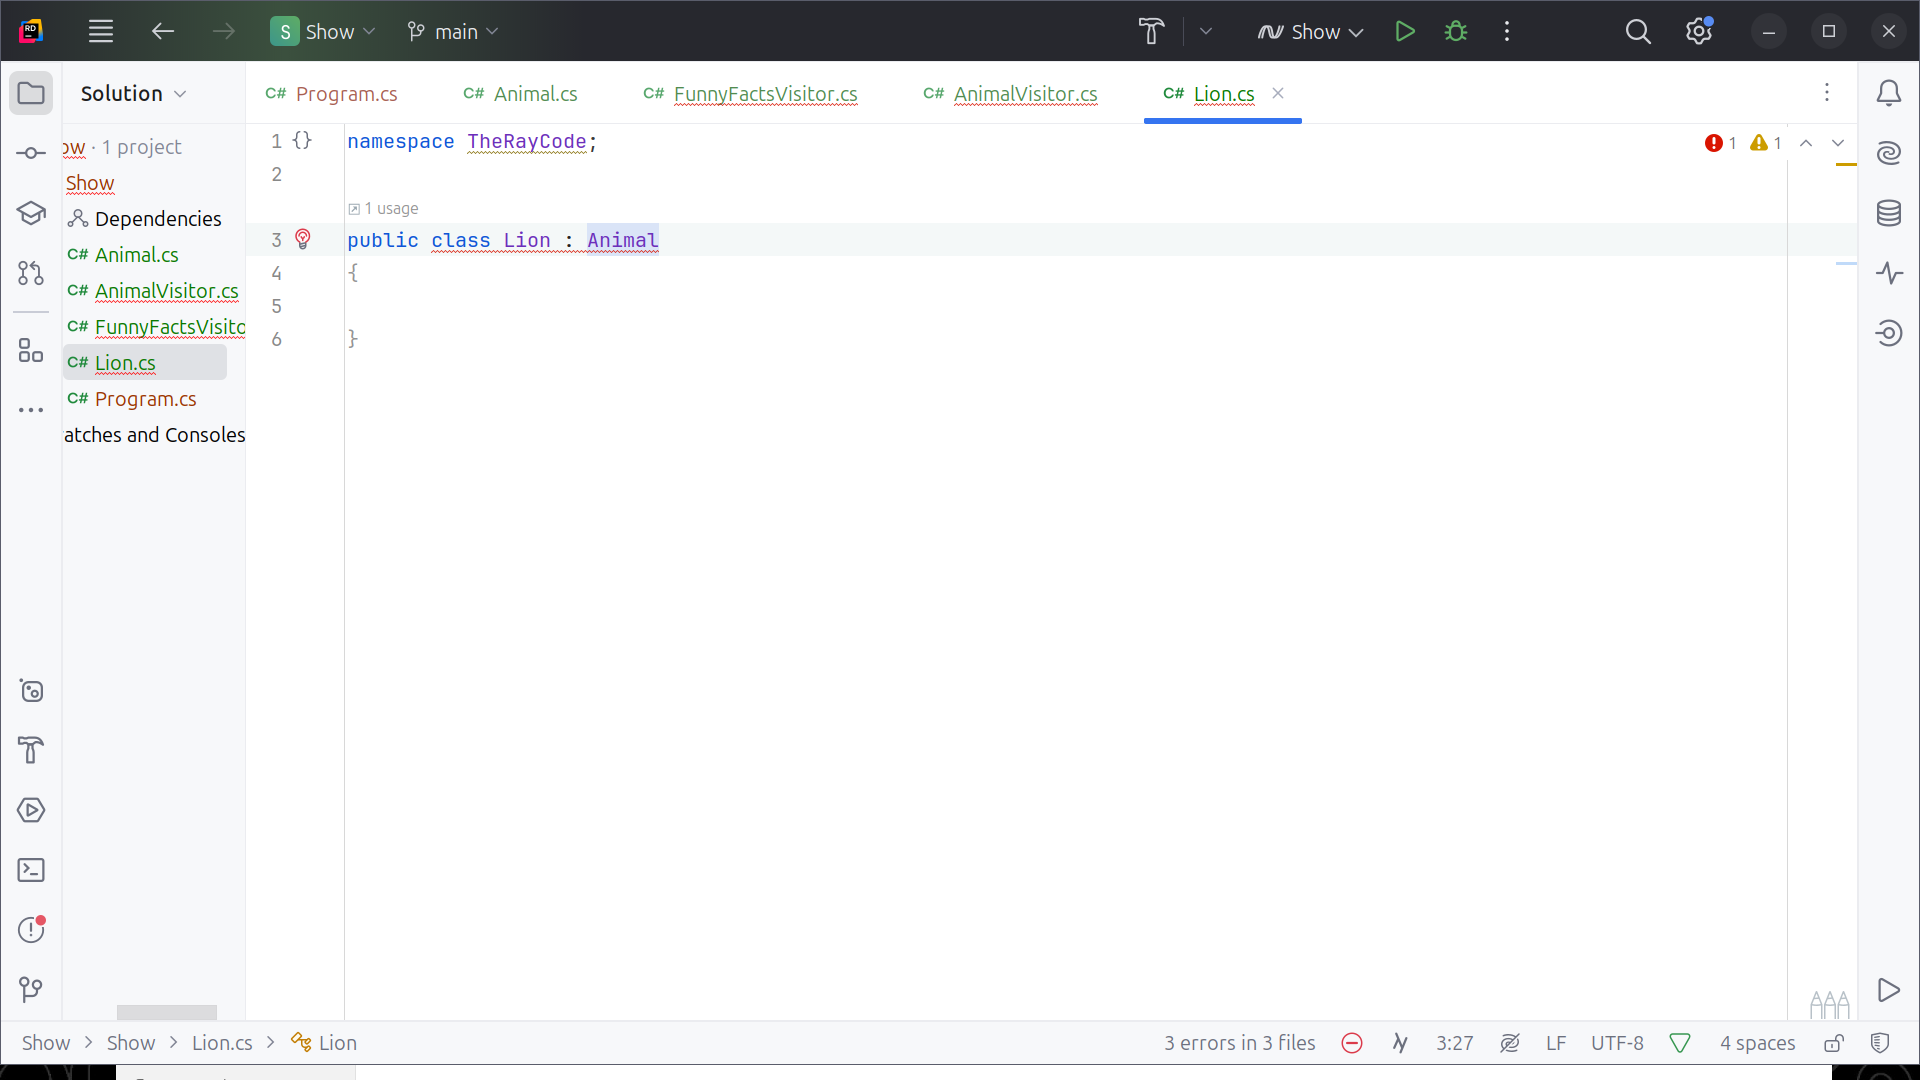 RD
S Show
main
Show
Solution
C# Program.cs
C# Animal.cs
C# FunnyFactsVisitor.cs
C# AnimalVisitor.cs
C# Lion.cs
ow · 1 project
Show
Dependencies
C# Animal.cs
C# AnimalVisitor.cs
C# FunnyFactsVisito
C# Lion.cs
C# Program.cs
atches and Consoles
1 {} namespace TheRayCode;
1 1
2
1 usage
3 public class Lion : Animal
4 {
5
6 }
Show > Show > Lion.cs > Lion
3 errors in 3 files
3:27
LF
UTF-8
4 spaces